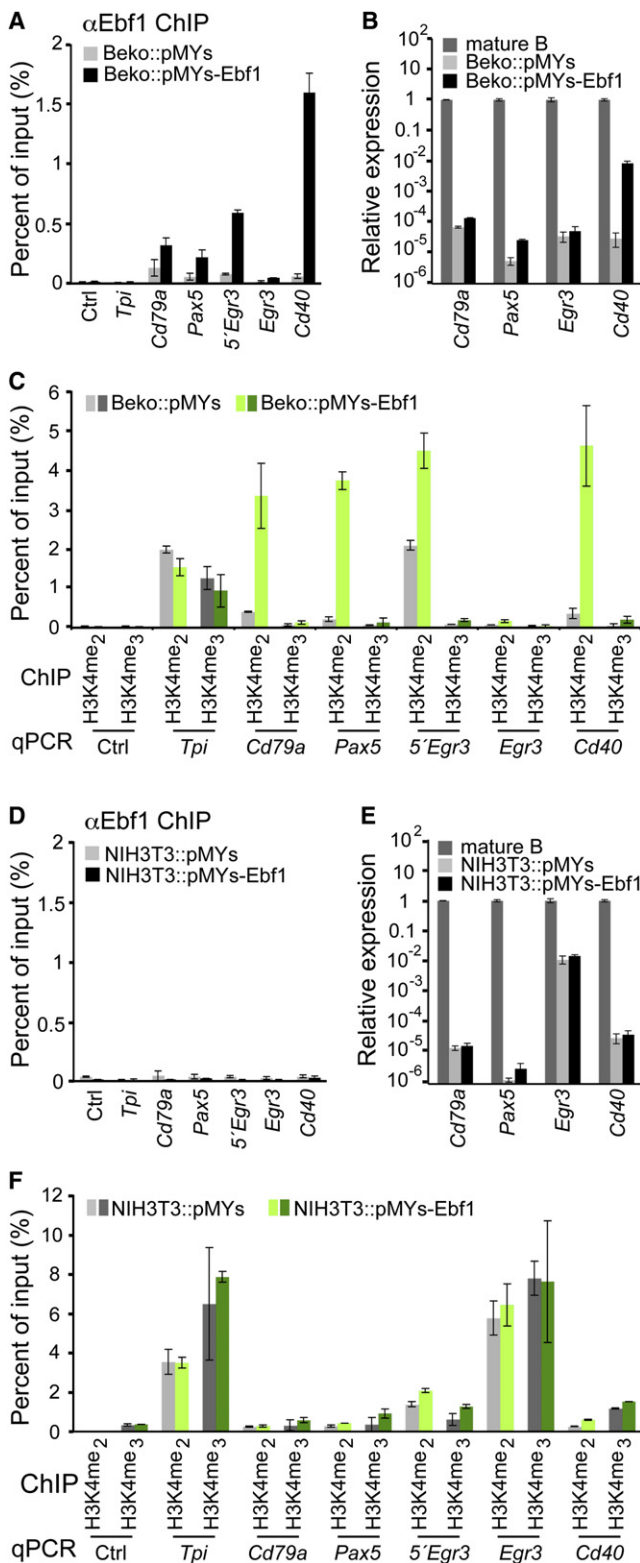 A
αEbf1 ChIP
Beko::pMYs
Beko::pMYs-Ebf1
Percent of input (%)
2
1.5
1
0.5
0
Ctrl
Tpi
Cd79a
Pax5
5´Egr3
Egr3
Cd40
B
mature B
Beko::pMYs
Beko::pMYs-Ebf1
Relative expression
10^2
10
1
0.1
10^-2
10^-3
10^-4
10^-5
10^-6
Cd79a
Pax5
Egr3
Cd40
C
Beko::pMYs
Beko::pMYs-Ebf1
Percent of input (%)
6
5
4
3
2
1
0
ChIP
H3K4me2
H3K4me3
H3K4me2
H3K4me3
H3K4me2
H3K4me3
H3K4me2
H3K4me3
H3K4me2
H3K4me3
H3K4me2
H3K4me3
H3K4me2
H3K4me3
qPCR
Ctrl
Tpi
Cd79a
Pax5
5´Egr3
Egr3
Cd40
D
αEbf1 ChIP
NIH3T3::pMYs
NIH3T3::pMYs-Ebf1
Percent of input (%)
2
1.5
1
0.5
0
Ctrl
Tpi
Cd79a
Pax5
5´Egr3
Egr3
Cd40
E
mature B
NIH3T3::pMYs
NIH3T3::pMYs-Ebf1
Relative expression
10^2
10
1
0.1
10^-2
10^-3
10^-4
10^-5
10^-6
Cd79a
Pax5
Egr3
Cd40
F
NIH3T3::pMYs
NIH3T3::pMYs-Ebf1
Percent of input (%)
12
10
8
6
4
2
0
ChIP
H3K4me2
H3K4me3
H3K4me2
H3K4me3
H3K4me2
H3K4me3
H3K4me2
H3K4me3
H3K4me2
H3K4me3
H3K4me2
H3K4me3
H3K4me2
H3K4me3
qPCR
Ctrl
Tpi
Cd79a
Pax5
5´Egr3
Egr3
Cd40